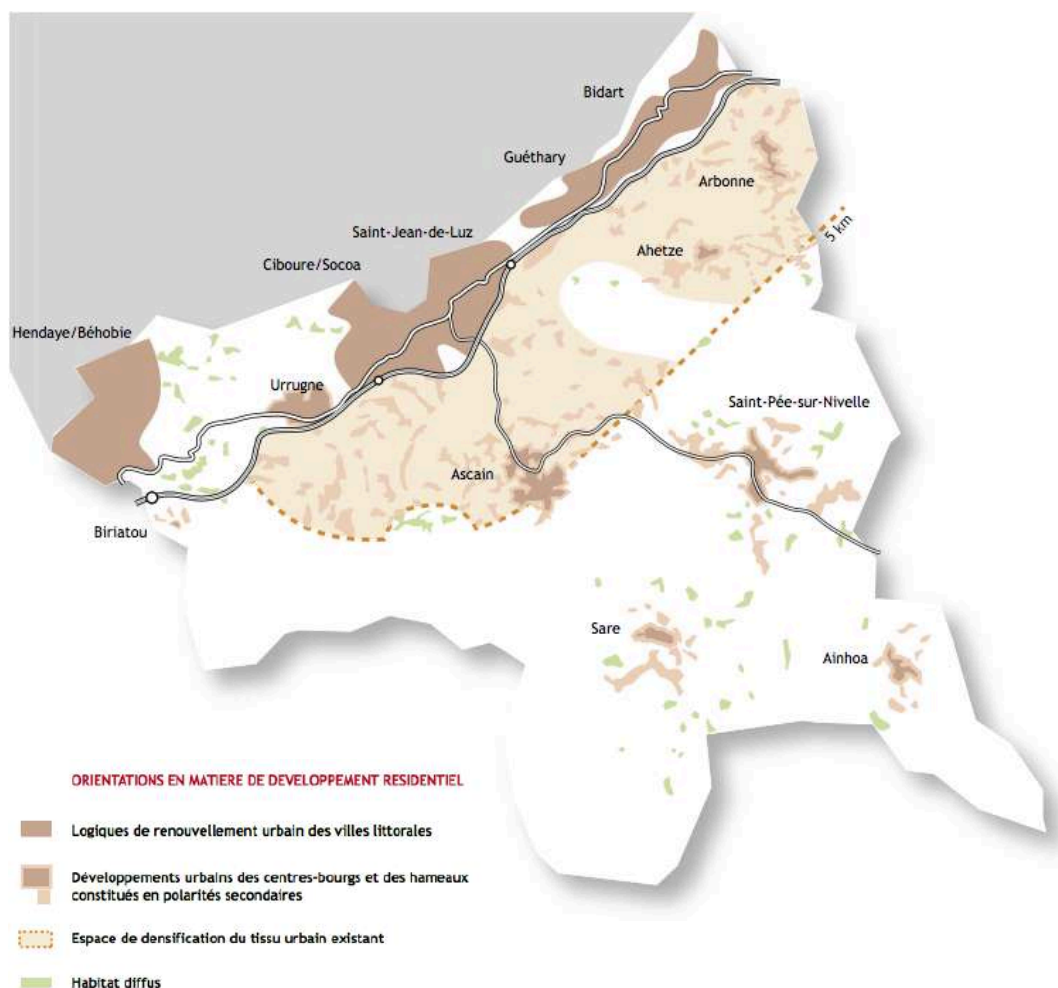 Bidart
Guéthary
Arbonne
Saint-Jean-de-Luz
5 km
Ahetze
Ciboure/Socoa
Hendaye/Béhobie
Urrugne
Saint-Pée-sur-Nivelle
Ascain
Biriatou
Sare
Ainhoa
ORIENTATIONS EN MATIERE DE DEVELOPPEMENT RESIDENTIEL
Logiques de renouvellement urbain des villes littorales
Développements urbains des centres-bourgs et des hameaux
constitués en polarités secondaires
Espace de densification du tissu urbain existant
Habitat diffus